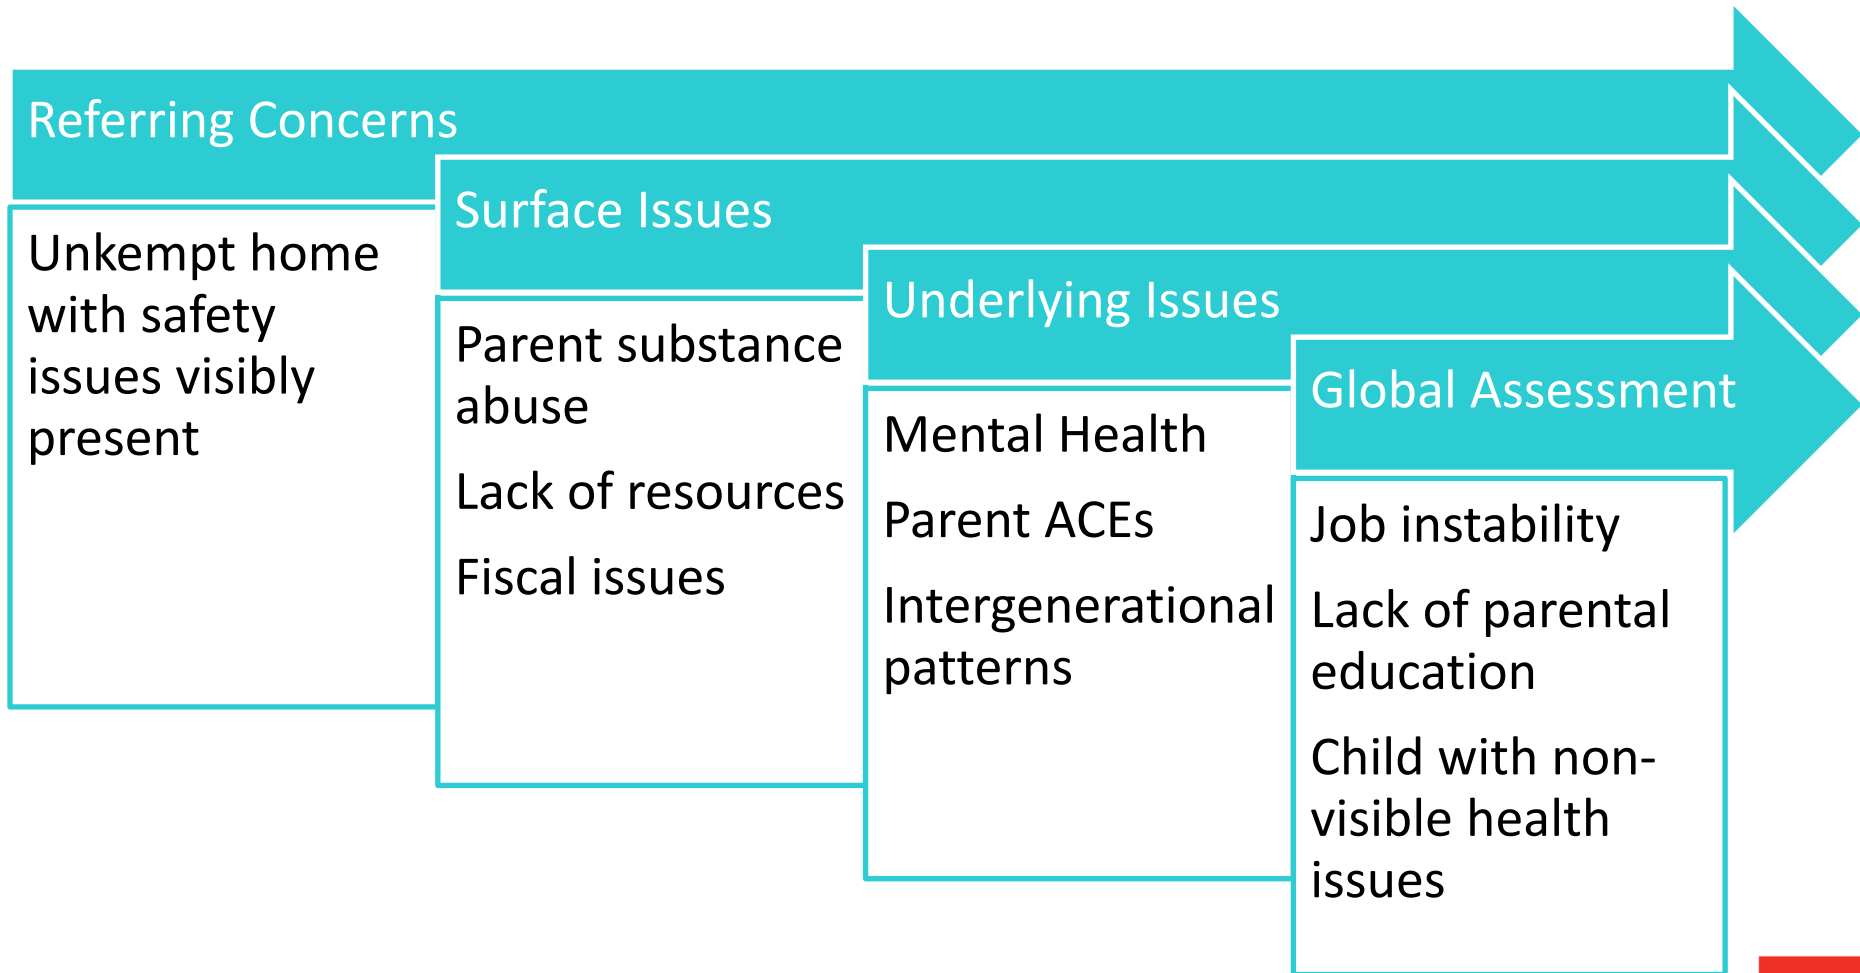 Referring Concerns
Unkempt home
with safety
issues visibly
present
Surface Issues
Parent substance
abuse
Lack of resources
Fiscal issues
Underlying Issues
Mental Health
Parent ACEs
Intergenerational
patterns
Global Assessment
Job instability
Lack of parental
education
Child with non-
visible health
issues